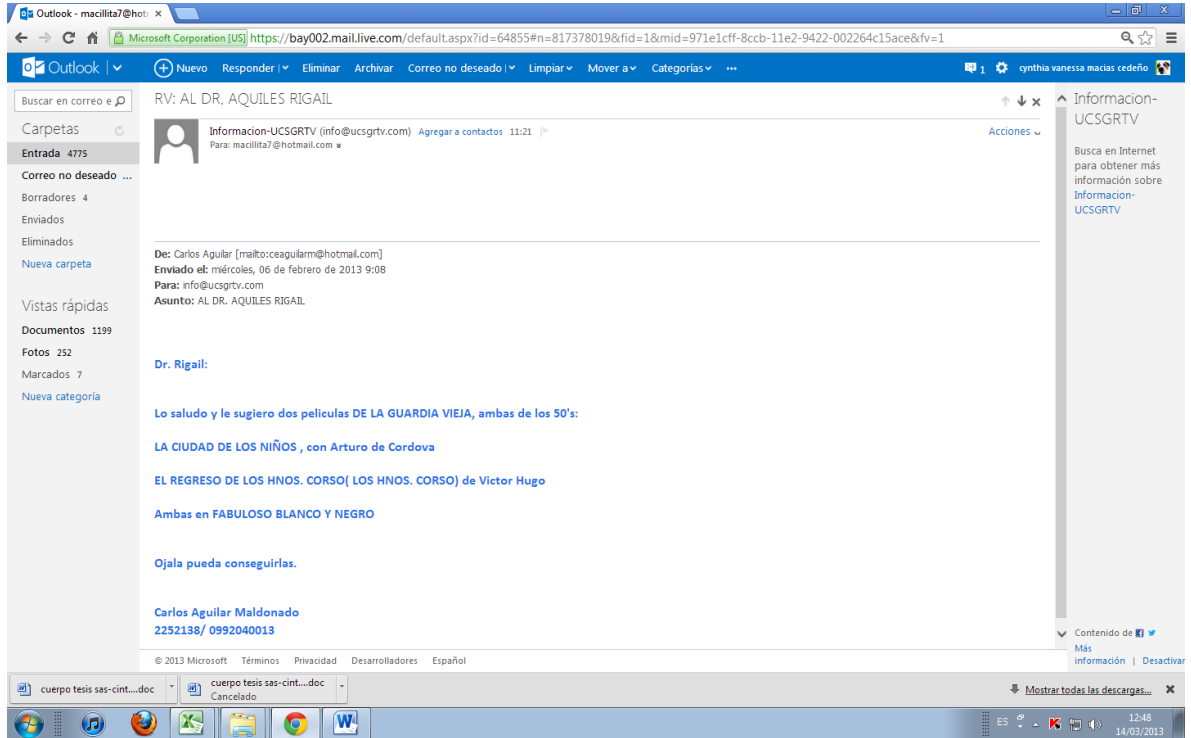 Outlook - macillita7@hot
Microsoft Corporation [US] https://bay002.mail.live.com/default.aspx?id=64855#n=817378019&fid=1&mid=971e1cff-8ccb-11e2-9422-002264c15ace&fv=1
Outlook Nuevo Responder Eliminar Archivar Correo no deseado Limpiar Mover a Categorías ... 1 cynthia vanessa macias cedeño
Buscar en correo e
Carpetas
Entrada 4775
Correo no deseado ...
Borradores 4
Enviados
Eliminados
Nueva carpeta
Vistas rápidas
Documentos 1199
Fotos 252
Marcados 7
Nueva categoría
RV: AL DR. AQUILES RIGAIL
Informacion-UCSGRTV (info@ucsgrtv.com) Agregar a contactos 11:21
Para: macillita7@hotmail.com
Acciones
De: Carlos Aguilar [mailto:ceaguilarm@hotmail.com]
Enviado el: miércoles, 06 de febrero de 2013 9:08
Para: info@ucsgrtv.com
Asunto: AL DR. AQUILES RIGAIL
Dr. Rigail:
Lo saludo y le sugiero dos peliculas DE LA GUARDIA VIEJA, ambas de los 50's:
LA CIUDAD DE LOS NIÑOS , con Arturo de Cordova
EL REGRESO DE LOS HNOS. CORSO( LOS HNOS. CORSO) de Victor Hugo
Ambas en FABULOSO BLANCO Y NEGRO
Ojala pueda conseguirlas.
Carlos Aguilar Maldonado
2252138/ 0992040013
© 2013 Microsoft Términos Privacidad Desarrolladores Español
Informacion-
UCSGRTV
Busca en Internet
para obtener más
información sobre
Informacion-
UCSGRTV
Contenido de
Más
información | Desactivar
cuerpo tesis sas-cint....doc
cuerpo tesis sas-cint....doc
Cancelado
Mostrar todas las descargas...
ES
12:48
14/03/2013